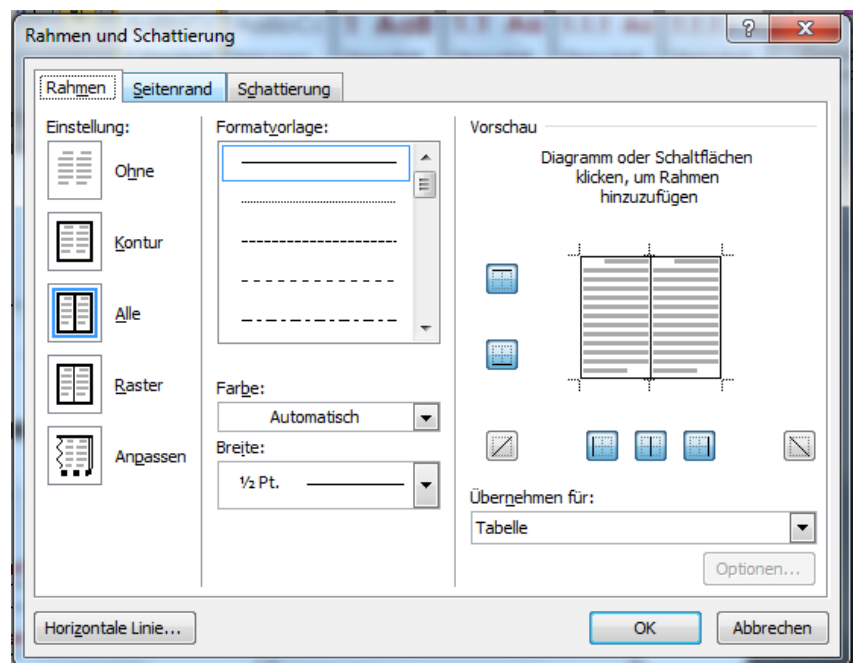 Rahmen und Schattierung
Rahmen Seitenrand Schattierung
Einstellung:
Ohne
Kontur
Alle
Raster
Anpassen
Formatvorlage:
Farbe:
Automatisch
Breite:
½ Pt.
Vorschau
Diagramm oder Schaltflächen
klicken, um Rahmen
hinzuzufügen
Übernehmen für:
Tabelle
Optionen...
Horizontale Linie...
OK
Abbrechen